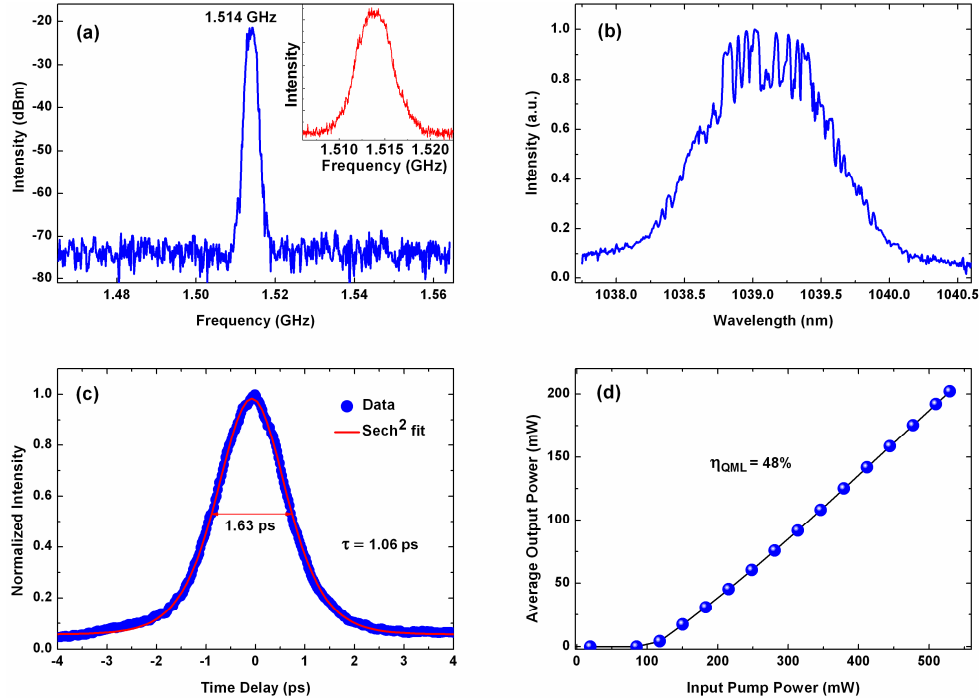 (a)
1.514 GHz
-20
-30
-40
-50
-60
-70
-80
Intensity (dBm)
1.48
1.50
1.52
1.54
1.56
Frequency (GHz)
Intensity
1.510
1.515
1.520
Frequency (GHz)
(b)
1.0
0.8
0.6
0.4
0.2
0.0
Intensity (a.u.)
1038.0
1038.5
1039.0
1039.5
1040.0
1040.5
Wavelength (nm)
(c)
1.0
0.8
0.6
0.4
0.2
0.0
Normalized Intensity
Data
Sech² fit
1.63 ps
τ = 1.06 ps
-4
-3
-2
-1
0
1
2
3
4
Time Delay (ps)
(d)
200
150
100
50
0
Average Output Power (mW)
ηQML = 48%
0
100
200
300
400
500
Input Pump Power (mW)